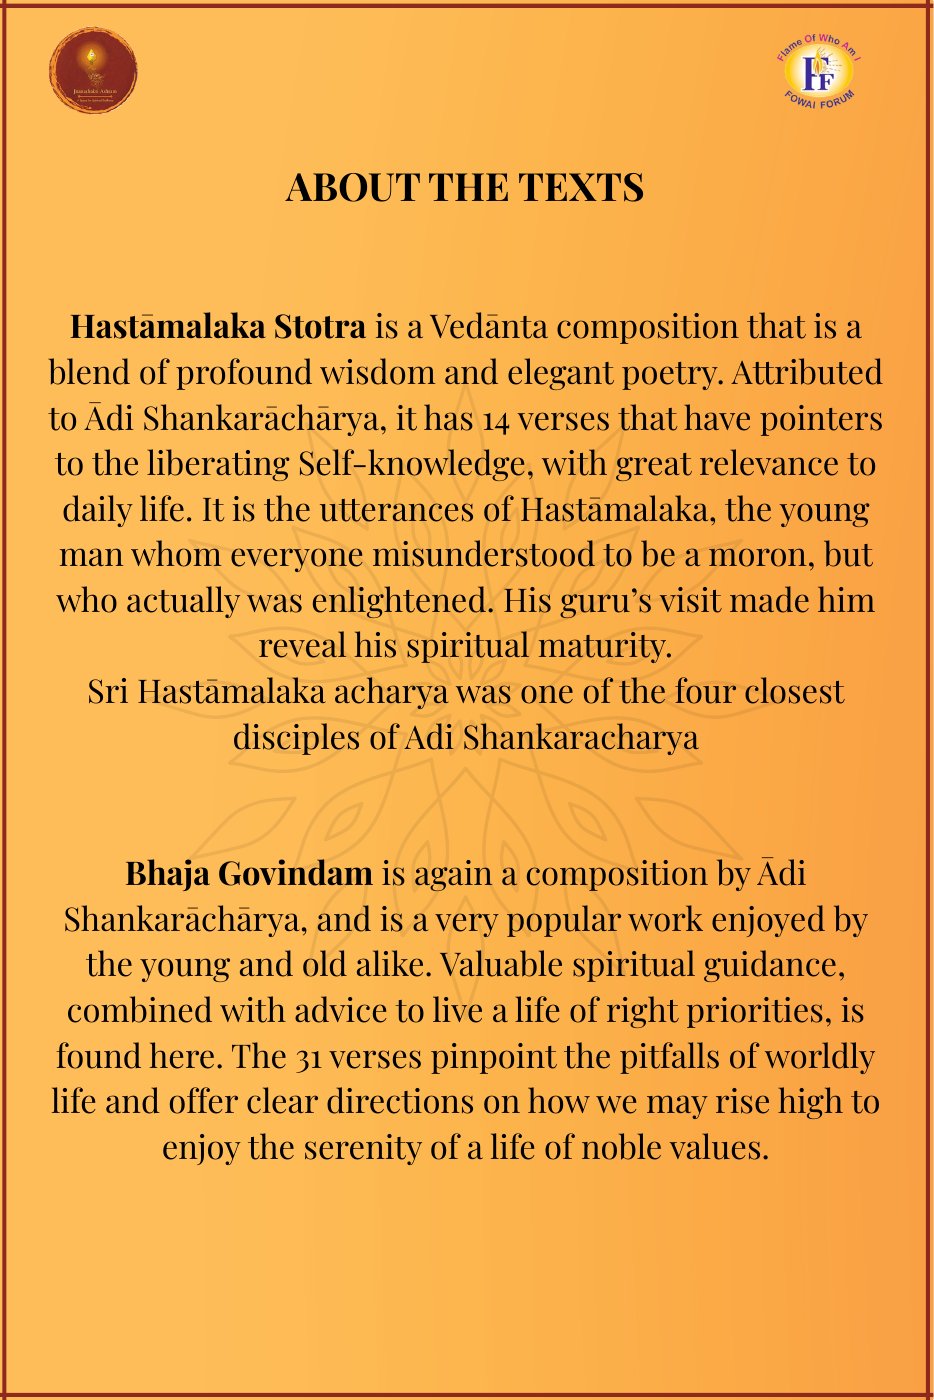 Flame Of Who Am I
FF
FOWAI FORUM
ABOUT THE TEXTS
Hastāmalaka Stotra is a Vedānta composition that is a
blend of profound wisdom and elegant poetry. Attributed
to Ādi Shankarāchārya, it has 14 verses that have pointers
to the liberating Self-knowledge, with great relevance to
daily life. It is the utterances of Hastāmalaka, the young
man whom everyone misunderstood to be a moron, but
who actually was enlightened. His guru’s visit made him
reveal his spiritual maturity.
Sri Hastāmalaka acharya was one of the four closest
disciples of Adi Shankaracharya
Bhaja Govindam is again a composition by Ādi
Shankarāchārya, and is a very popular work enjoyed by
the young and old alike. Valuable spiritual guidance,
combined with advice to live a life of right priorities, is
found here. The 31 verses pinpoint the pitfalls of worldly
life and offer clear directions on how we may rise high to
enjoy the serenity of a life of noble values.